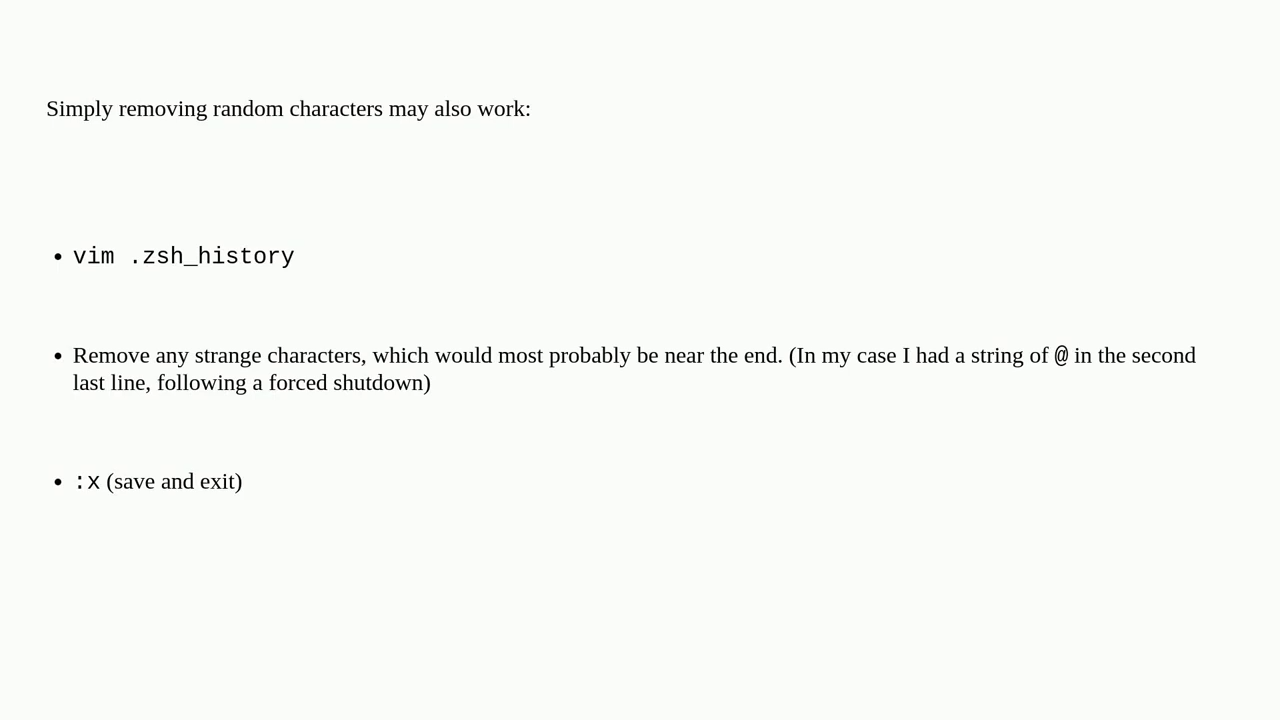 Simply removing random characters may also work:
• vim .zsh_history
• Remove any strange characters, which would most probably be near the end. (In my case I had a string of @ in the second
last line, following a forced shutdown)
• :x (save and exit)